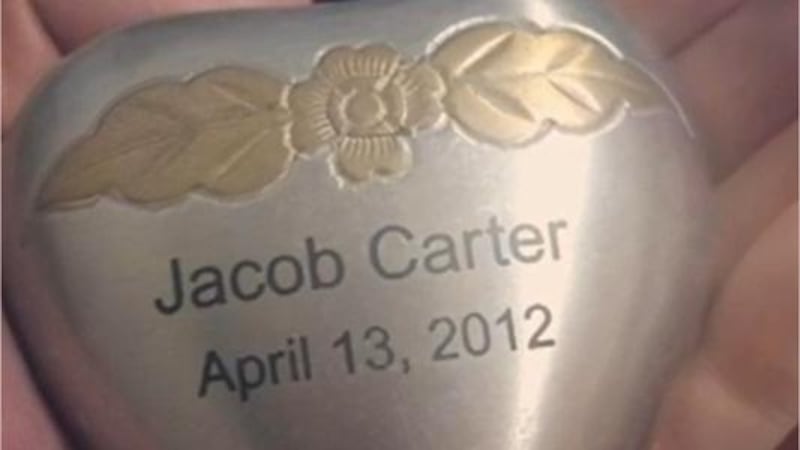 Jacob Carter
April 13, 2012